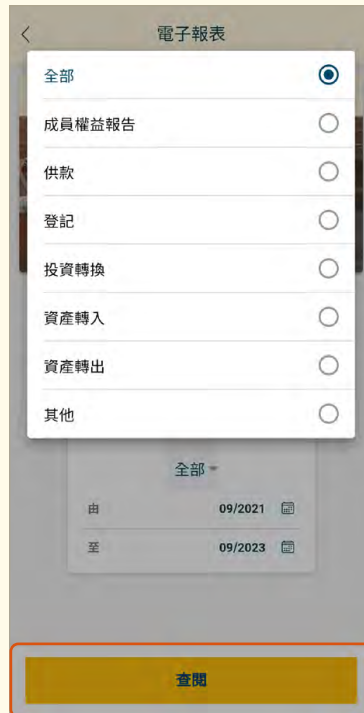 電子報表
全部
成員權益報告
供款
登記
投資轉換
資產轉入
資產轉出
其他
全部
由 09/2021
至 09/2023
查閱